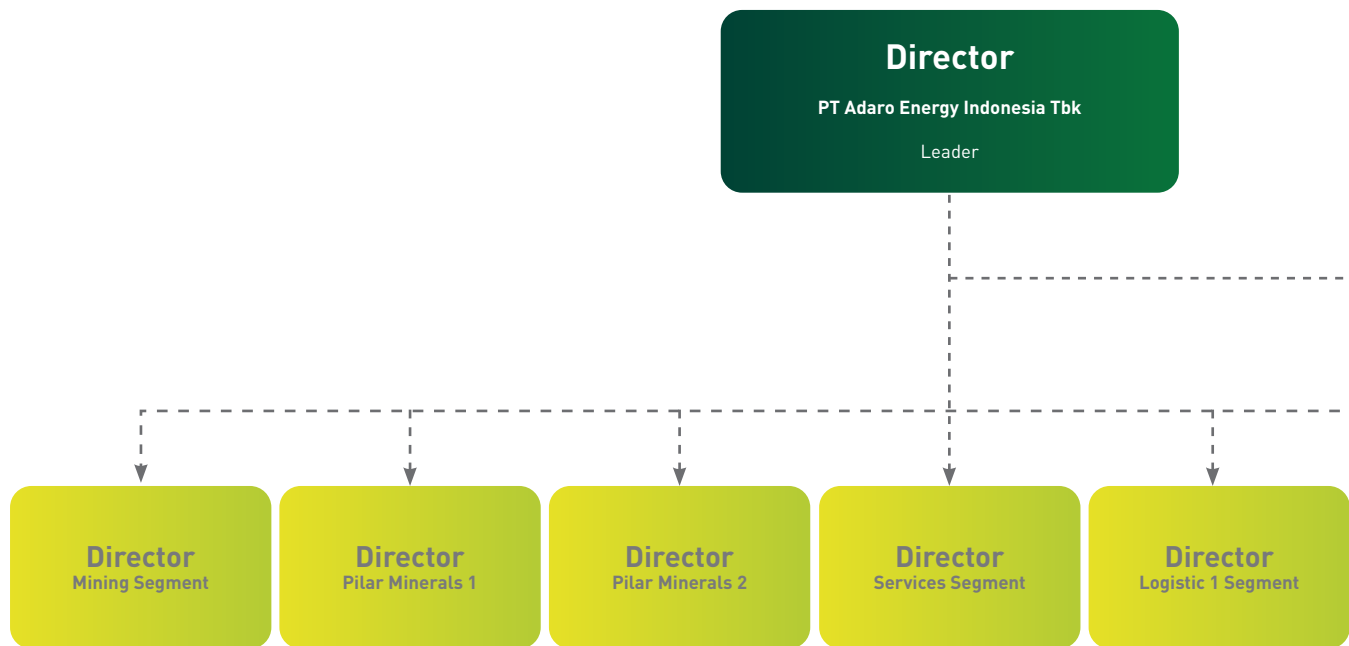 Director
PT Adaro Energy Indonesia Tbk
Leader
Director
Mining Segment
Director
Pilar Minerals 1
Director
Pilar Minerals 2
Director
Services Segment
Director
Logistic 1 Segment